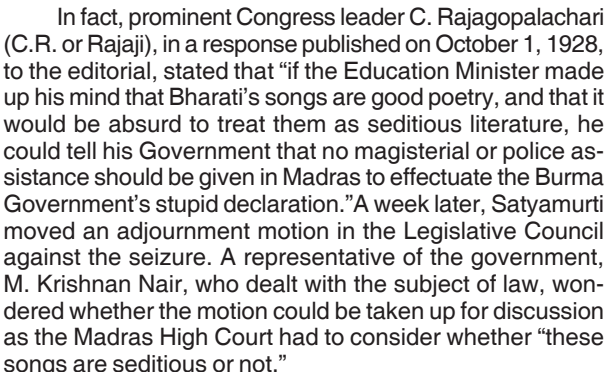 In fact, prominent Congress leader C. Rajagopalachari
(C.R. or Rajaji), in a response published on October 1, 1928,
to the editorial, stated that “if the Education Minister made
up his mind that Bharati’s songs are good poetry, and that it
would be absurd to treat them as seditious literature, he
could tell his Government that no magisterial or police as-
sistance should be given in Madras to effectuate the Burma
Government’s stupid declaration.”A week later, Satyamurti
moved an adjournment motion in the Legislative Council
against the seizure. A representative of the government,
M. Krishnan Nair, who dealt with the subject of law, won-
dered whether the motion could be taken up for discussion
as the Madras High Court had to consider whether “these
songs are seditious or not.”